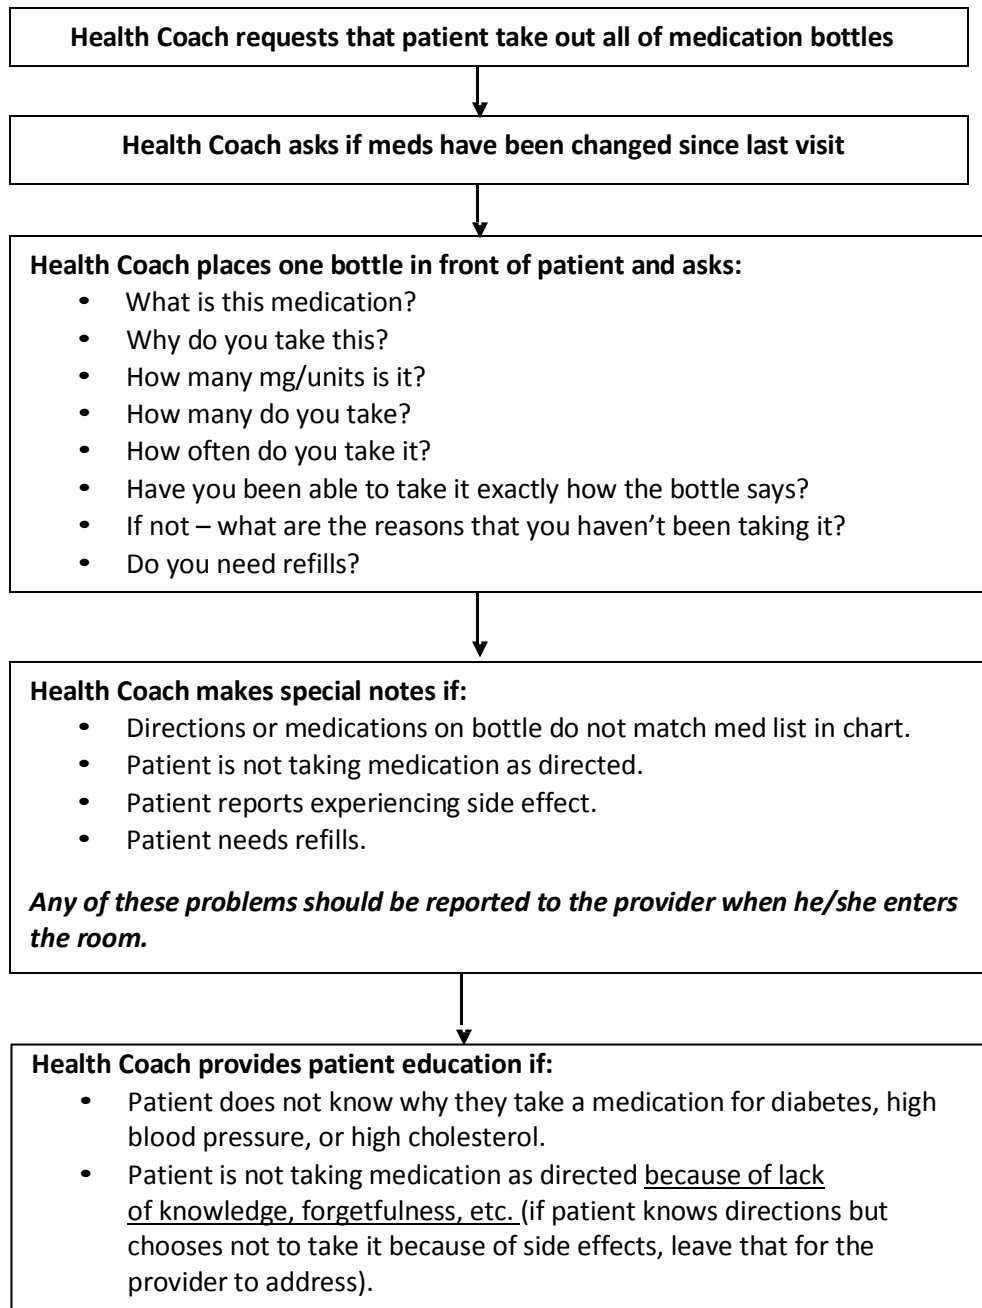 Health Coach requests that patient take out all of medication bottles
Health Coach asks if meds have been changed since last visit
Health Coach places one bottle in front of patient and asks:
• What is this medication?
• Why do you take this?
• How many mg/units is it?
• How many do you take?
• How often do you take it?
• Have you been able to take it exactly how the bottle says?
• If not – what are the reasons that you haven’t been taking it?
• Do you need refills?
Health Coach makes special notes if:
• Directions or medications on bottle do not match med list in chart.
• Patient is not taking medication as directed.
• Patient reports experiencing side effect.
• Patient needs refills.
Any of these problems should be reported to the provider when he/she enters
the room.
Health Coach provides patient education if:
• Patient does not know why they take a medication for diabetes, high
blood pressure, or high cholesterol.
• Patient is not taking medication as directed because of lack
of knowledge, forgetfulness, etc. (if patient knows directions but
chooses not to take it because of side effects, leave that for the
provider to address).